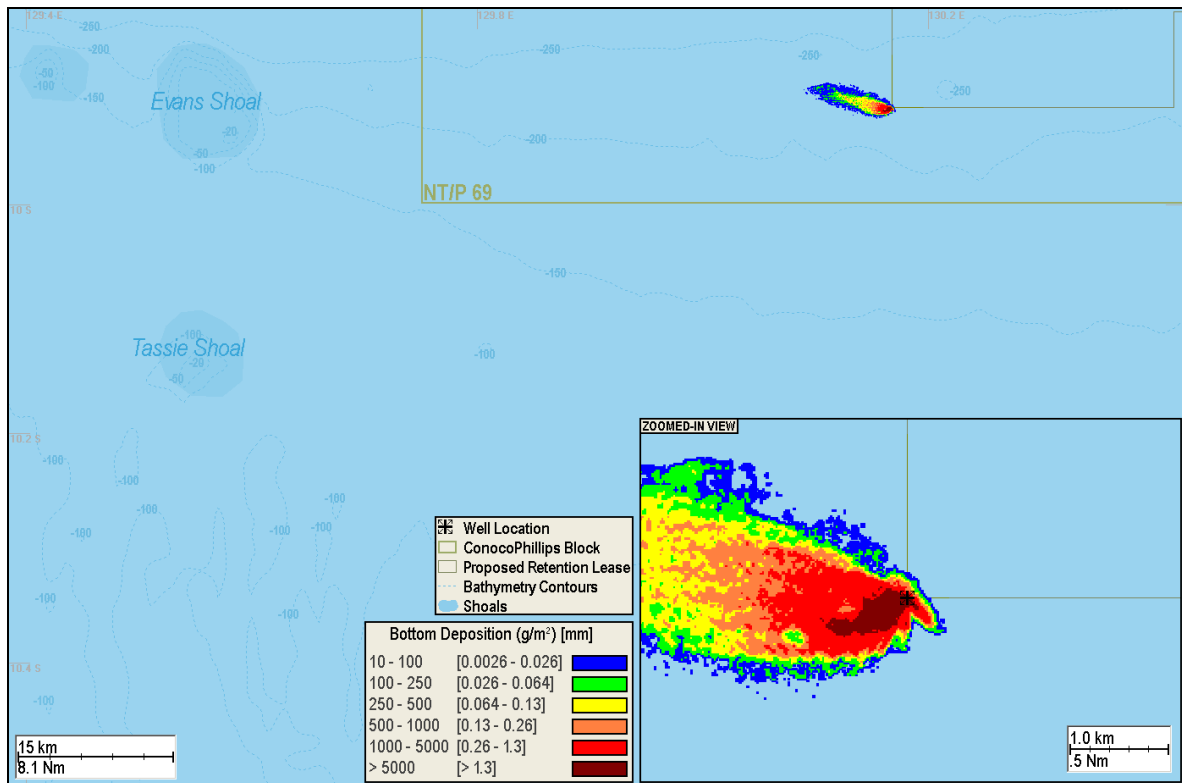 129.4 E
129.8 E
130.2 E
-250
-200
-250
-250
-50
-100
-150
Evans Shoal
-250
-20
-200
-50
-100
NT/P 69
10 S
-150
-100
Tassie Shoal
-20
-100
-50
10.2 S
-100
-100
-100
-100
-100
-100
-100
-100
-100
-100
10.4 S
-100
ZOOMED-IN VIEW
Well Location
ConocoPhillips Block
Proposed Retention Lease
Bathymetry Contours
Shoals
Bottom Deposition (g/m²) [mm]
10 - 100 [0.0026 - 0.026]
100 - 250 [0.026 - 0.064]
250 - 500 [0.064 - 0.13]
500 - 1000 [0.13 - 0.26]
1000 - 5000 [0.26 - 1.3]
> 5000 [> 1.3]
15 km
8.1 Nm
1.0 km
.5 Nm